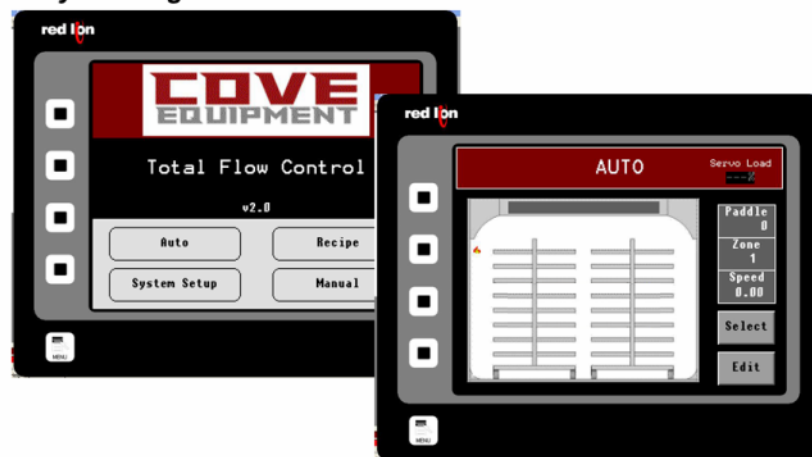 red lion
COVE
EQUIPMENT
Total Flow Control
v2.0
Auto
Recipe
System Setup
Manual
MENU
red lion
AUTO
Servo Load
---%
Paddle
0
Zone
1
Speed
0.00
Select
Edit
MENU